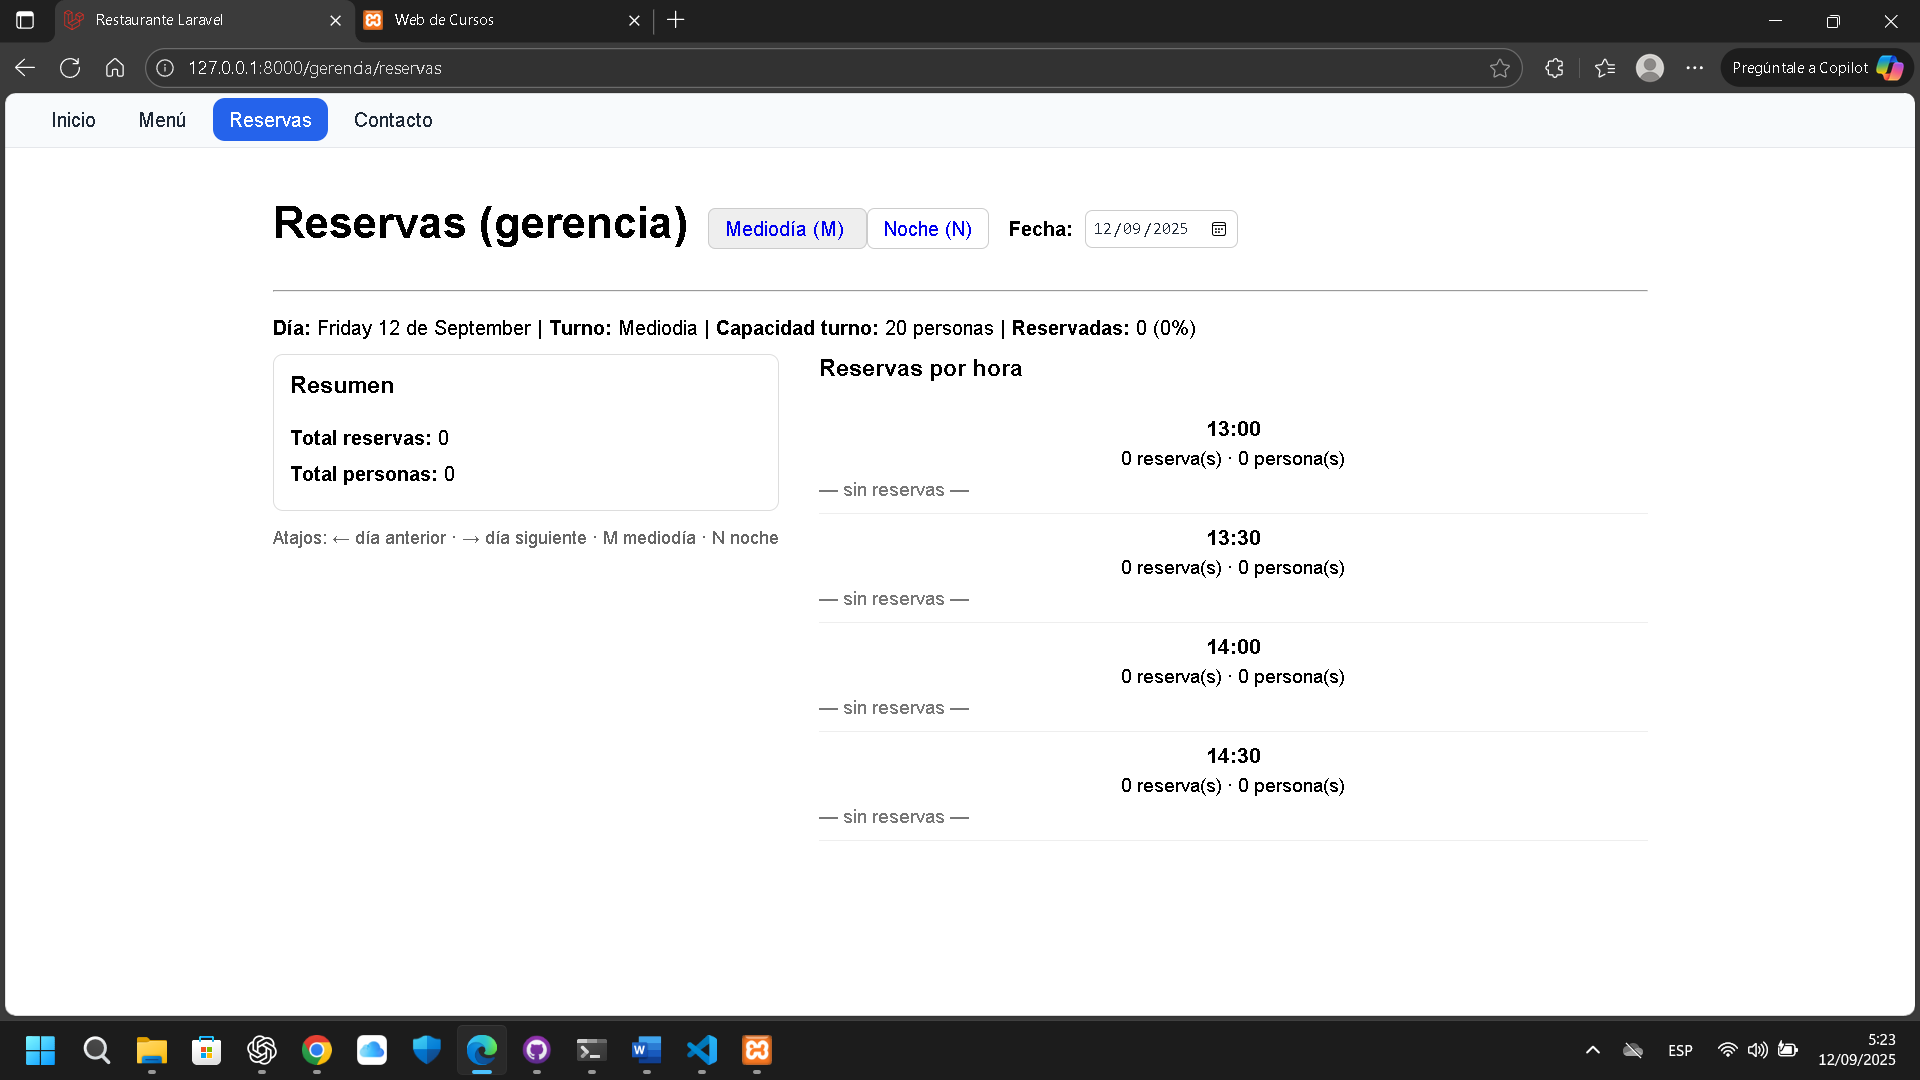 Restaurante Laravel
Web de Cursos
127.0.0.1:8000/gerencia/reservas
Pregúntale a Copilot
Inicio Menú Reservas Contacto
Reservas (gerencia) Mediodía (M) Noche (N) Fecha: 12/09/2025
Día: Friday 12 de September | Turno: Mediodia | Capacidad turno: 20 personas | Reservadas: 0 (0%)
Resumen
Total reservas: 0
Total personas: 0
Atajos: ← día anterior · → día siguiente · M mediodía · N noche
Reservas por hora
13:00
0 reserva(s) · 0 persona(s)
— sin reservas —
13:30
0 reserva(s) · 0 persona(s)
— sin reservas —
14:00
0 reserva(s) · 0 persona(s)
— sin reservas —
14:30
0 reserva(s) · 0 persona(s)
— sin reservas —
ESP
5:23
12/09/2025